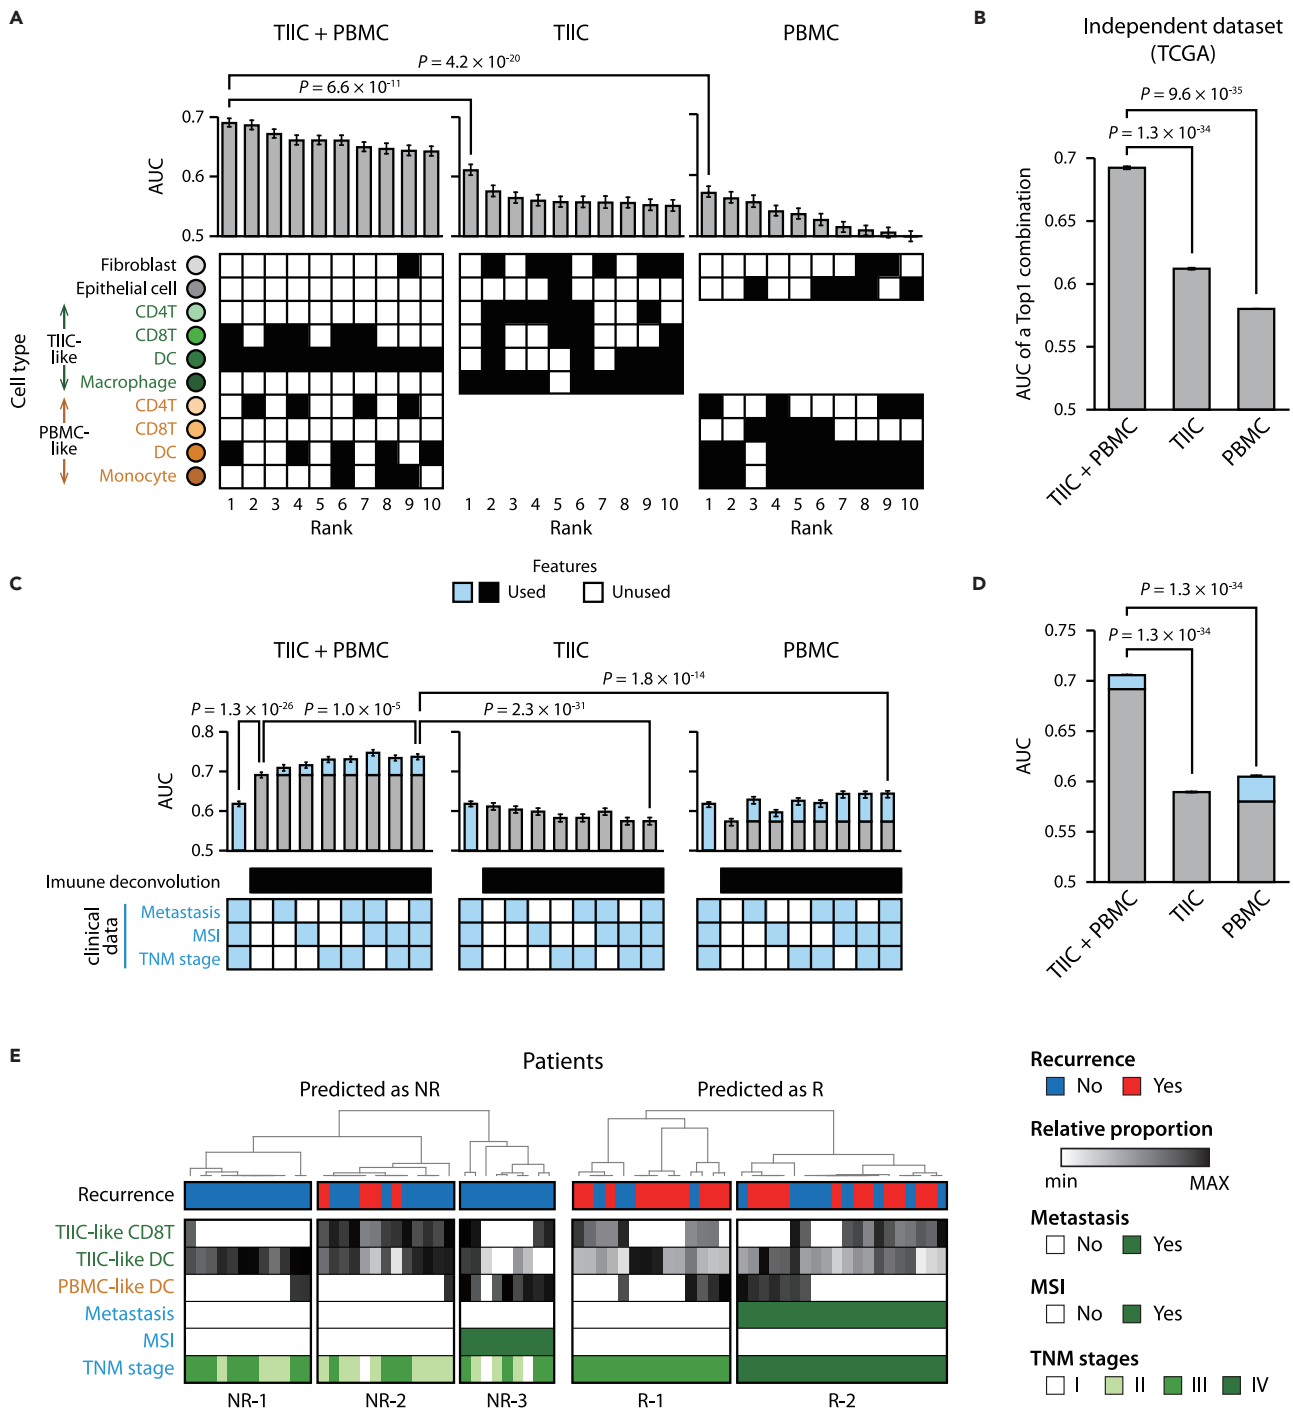 A
TIIC + PBMC
TIIC
PBMC
P = 4.2 × 10-20
P = 6.6 × 10-11
0.7
0.6
0.5
AUC
Fibroblast
Epithelial cell
CD4T
CD8T
DC
Macrophage
CD4T
CD8T
DC
Monocyte
Cell type
TIIC-like
PBMC-like
1 2 3 4 5 6 7 8 9 10
1 2 3 4 5 6 7 8 9 10
1 2 3 4 5 6 7 8 9 10
Rank
Rank
Rank
B
Independent dataset
(TCGA)
P = 9.6 × 10-35
P = 1.3 × 10-34
0.7
0.65
0.6
0.55
0.5
AUC of a Top1 combination
TIIC + PBMC
TIIC
PBMC
C
Features
Used
Unused
TIIC + PBMC
TIIC
PBMC
P = 1.8 × 10-14
P = 1.3 × 10-26
P = 1.0 × 10-5
P = 2.3 × 10-31
0.8
0.7
0.6
0.5
AUC
Imuune deconvolution
Metastasis
MSI
TNM stage
clinical
data
D
P = 1.3 × 10-34
P = 1.3 × 10-34
0.75
0.7
0.65
0.6
0.55
0.5
AUC
TIIC + PBMC
TIIC
PBMC
E
Patients
Predicted as NR
Predicted as R
Recurrence
TIIC-like CD8T
TIIC-like DC
PBMC-like DC
Metastasis
MSI
TNM stage
NR-1
NR-2
NR-3
R-1
R-2
Recurrence
No
Yes
Relative proportion
min
MAX
Metastasis
No
Yes
MSI
No
Yes
TNM stages
I
II
III
IV